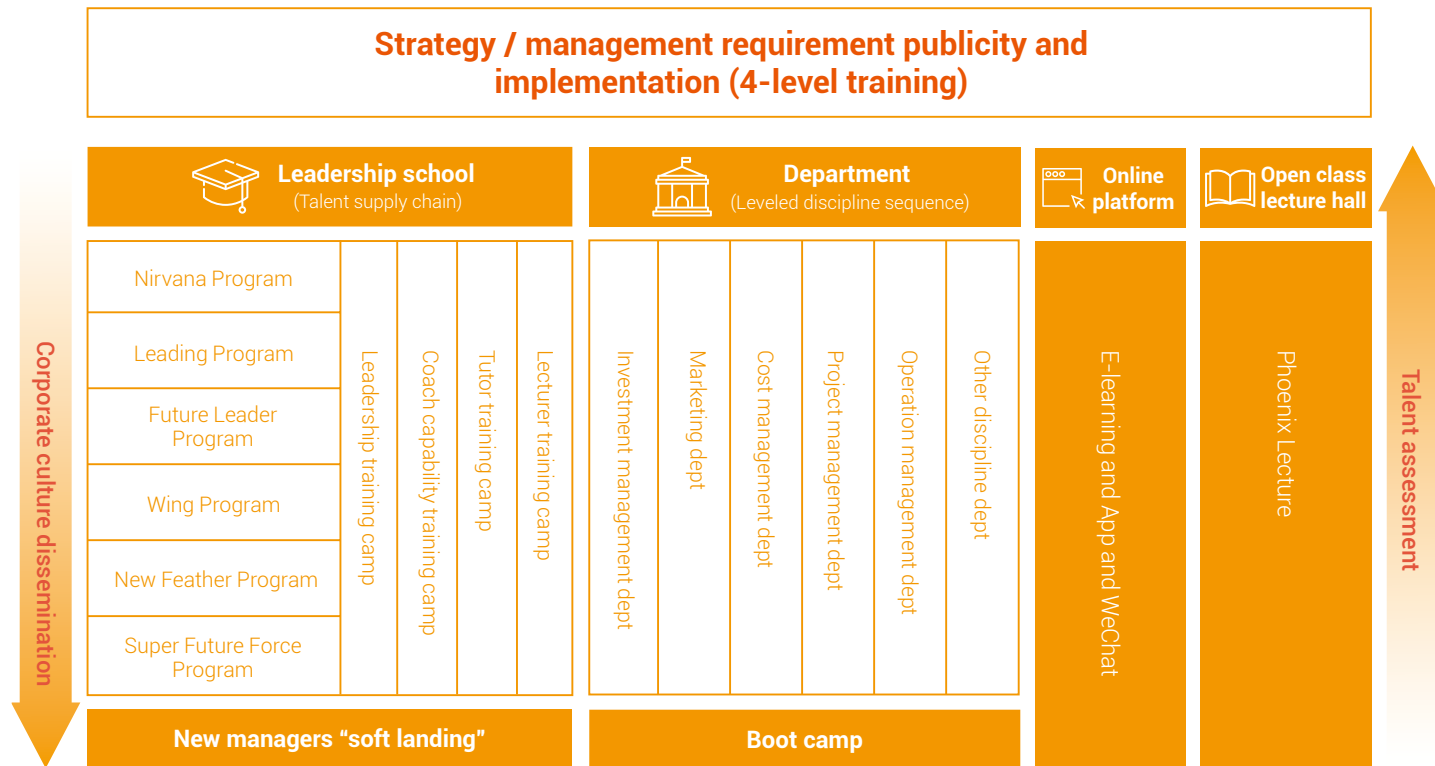 Strategy / management requirement publicity and
implementation (4-level training)
Corporate culture dissemination
Leadership school
(Talent supply chain)
Nirvana Program
Leading Program
Future Leader
Program
Wing Program
New Feather Program
Super Future Force
Program
Leadership training camp
Coach capability training camp
Tutor training camp
Lecturer training camp
New managers “soft landing”
Department
(Leveled discipline sequence)
Investment management dept
Marketing dept
Cost management dept
Project management dept
Operation management dept
Other discipline dept
Boot camp
Online
platform
E-learning and App and WeChat
Open class
lecture hall
Phoenix Lecture
Talent assessment